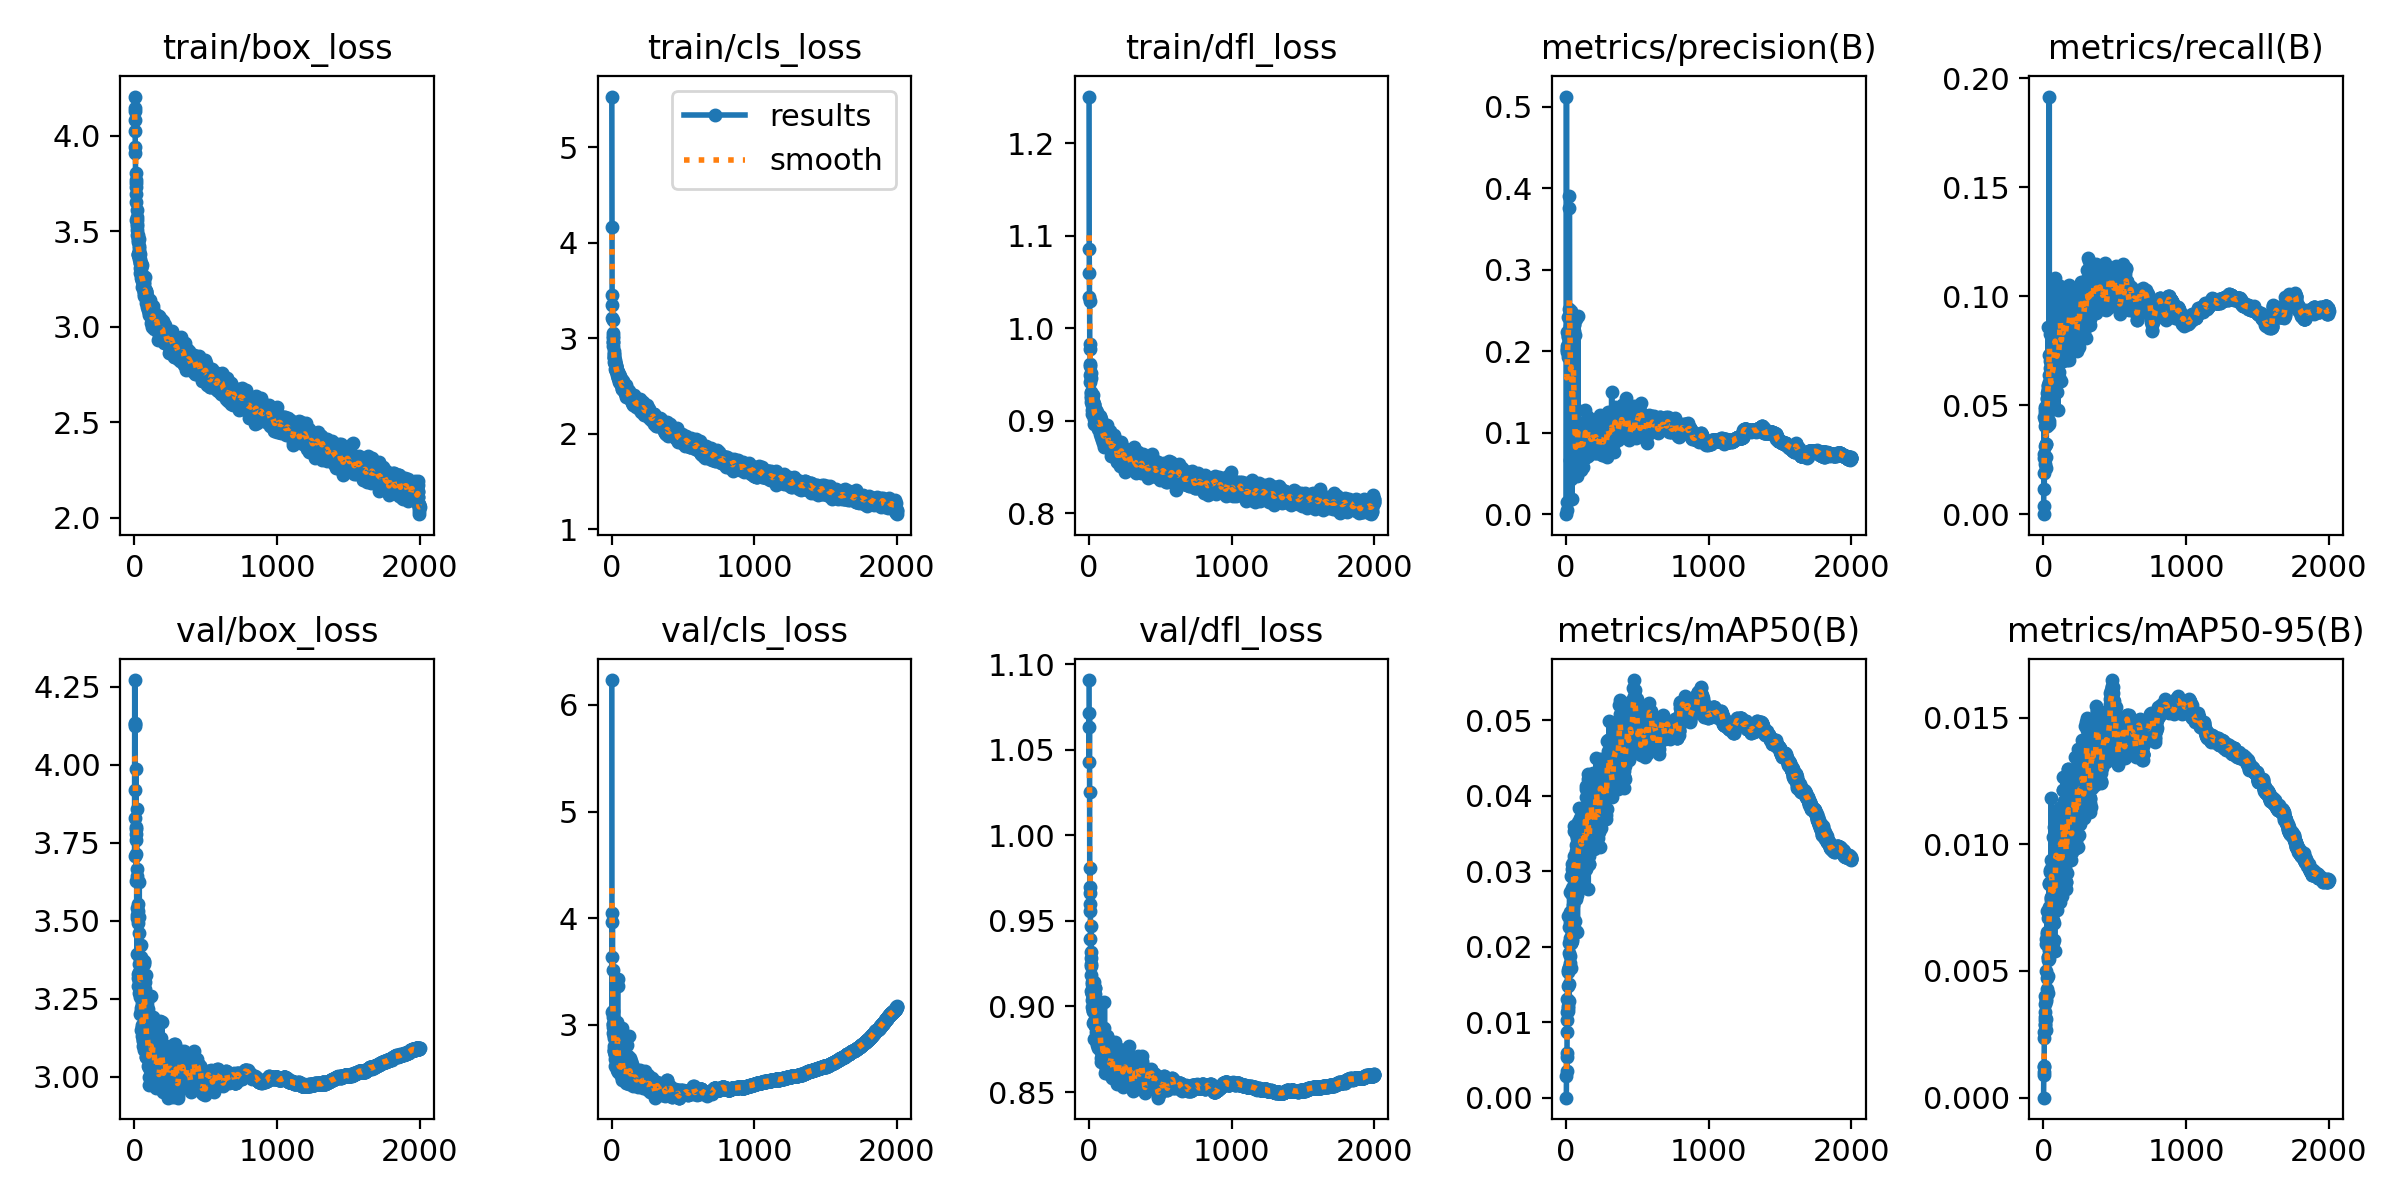 train/box_loss
4.0
3.5
3.0
2.5
2.0
0 1000 2000
train/cls_loss
results
smooth
5
4
3
2
1
0 1000 2000
train/dfl_loss
1.2
1.1
1.0
0.9
0.8
0 1000 2000
metrics/precision(B)
0.5
0.4
0.3
0.2
0.1
0.0
0 1000 2000
metrics/recall(B)
0.20
0.15
0.10
0.05
0.00
0 1000 2000
val/box_loss
4.25
4.00
3.75
3.50
3.25
3.00
0 1000 2000
val/cls_loss
6
5
4
3
0 1000 2000
val/dfl_loss
1.10
1.05
1.00
0.95
0.90
0.85
0 1000 2000
metrics/mAP50(B)
0.05
0.04
0.03
0.02
0.01
0.00
0 1000 2000
metrics/mAP50-95(B)
0.015
0.010
0.005
0.000
0 1000 2000